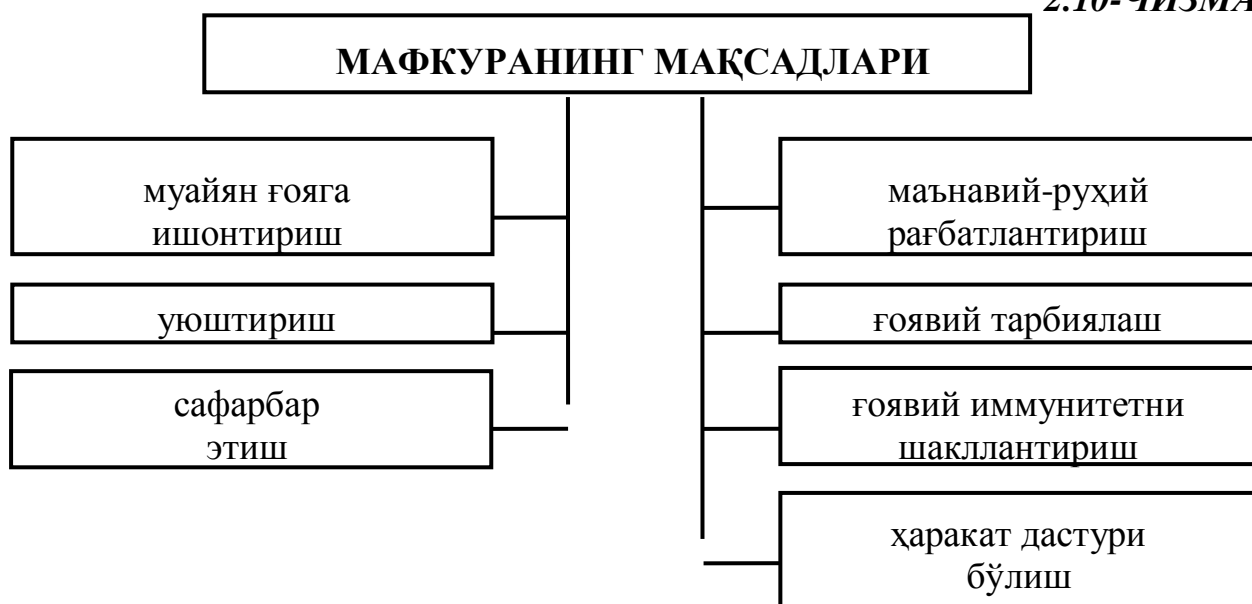 2.10-ЧИЗМА
МАФКУРАНИНГ МАҚСАДЛАРИ
муайян ғояга
ишонтириш
уюштириш
сафарбар
этиш
маънавий-руҳий
рағбатлантириш
ғоявий тарбиялаш
ғоявий иммунитетни
шакллантириш
ҳаракат дастури
бўлиш